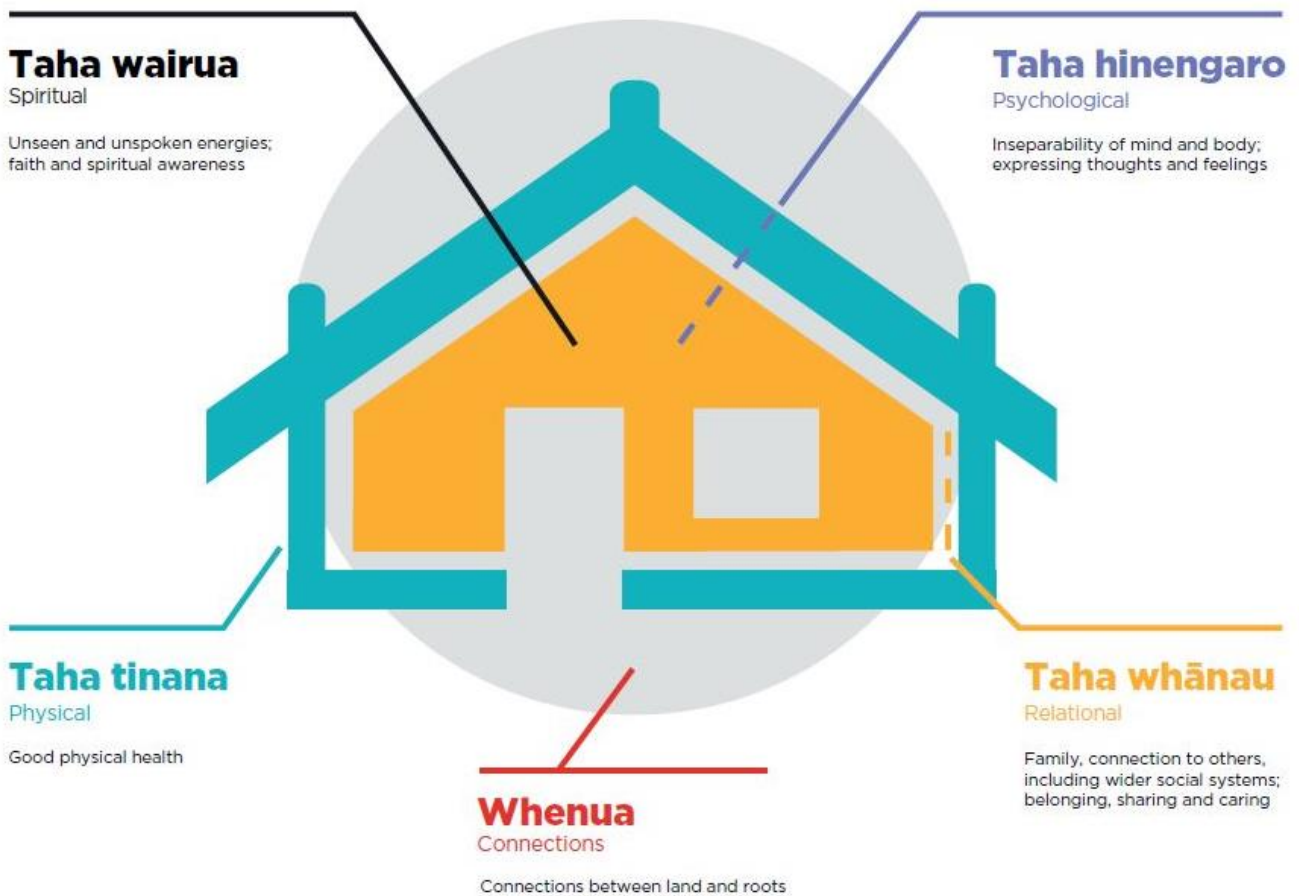 Taha wairua
Spiritual
Unseen and unspoken energies;
faith and spiritual awareness
Taha hinengaro
Psychological
Inseparability of mind and body;
expressing thoughts and feelings
Taha tinana
Physical
Good physical health
Taha whānau
Relational
Family, connection to others,
including wider social systems;
belonging, sharing and caring
Whenua
Connections
Connections between land and roots